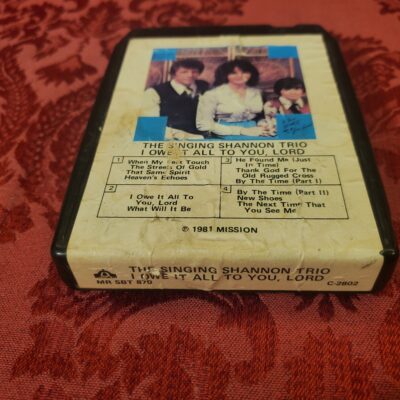 THE SINGING SHANNON TRIO
I OWE IT ALL TO YOU, LORD
1
When My Feet Touch
The Streets Of Gold
That Same Spirit
Heaven's Echoes
2
I Owe It All To
You, Lord
What Will It Be
3
He Found Me (Just
In Time)
Thank God For The
Old Rugged Cross
By The Time (Part I)
4
By The Time (Part II)
New Shoes
The Next Time That
You See Me
℗ 1981 MISSION
THE SINGING SHANNON TRIO
I OWE IT ALL TO YOU, LORD
MR SBT 870
C-2802